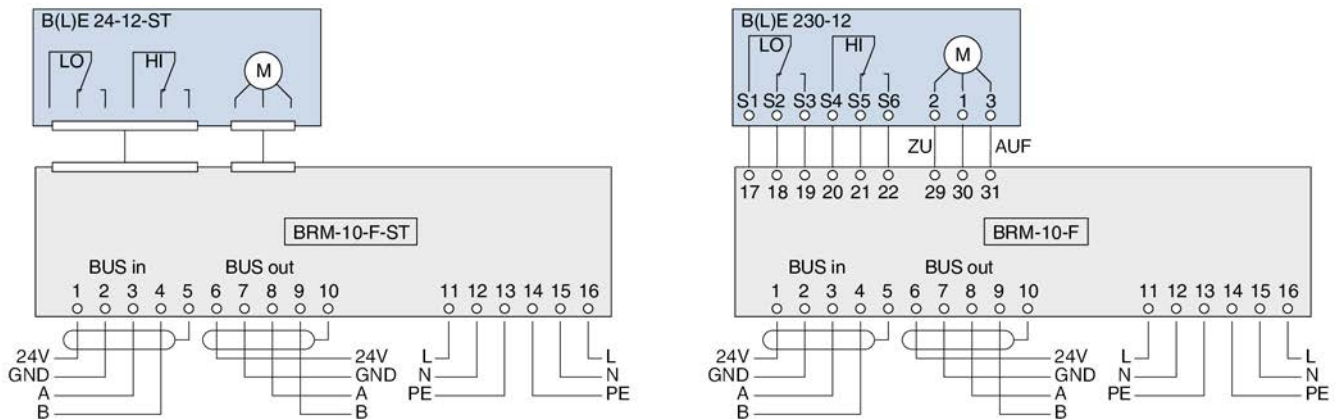 B(L)E 24-12-ST
LO HI M
BRM-10-F-ST
BUS in BUS out
1 2 3 4 5 6 7 8 9 10 11 12 13 14 15 16
24V 24V L L
GND GND N N
A A PE PE
B B
B(L)E 230-12
LO HI M
S1 S2 S3 S4 S5 S6 2 1 3
ZU AUF
17 18 19 20 21 22 29 30 31
BRM-10-F
BUS in BUS out
1 2 3 4 5 6 7 8 9 10 11 12 13 14 15 16
24V 24V L L
GND GND N N
A A PE PE
B B